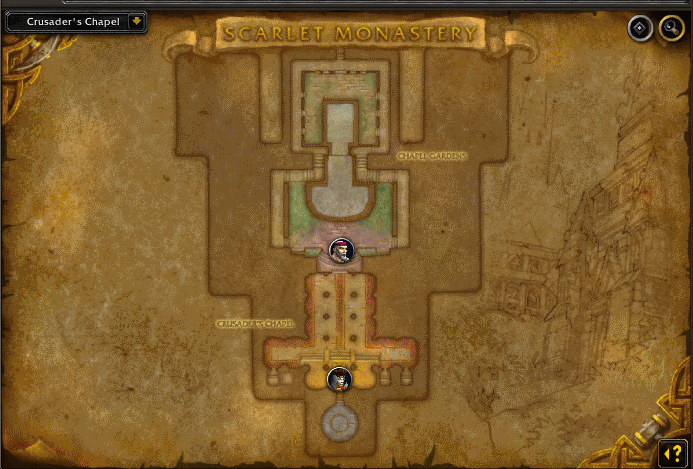 Crusader's Chapel
SCARLET MONASTERY
CHAPEL GARDENS
CRUSADER'S CHAPEL
?